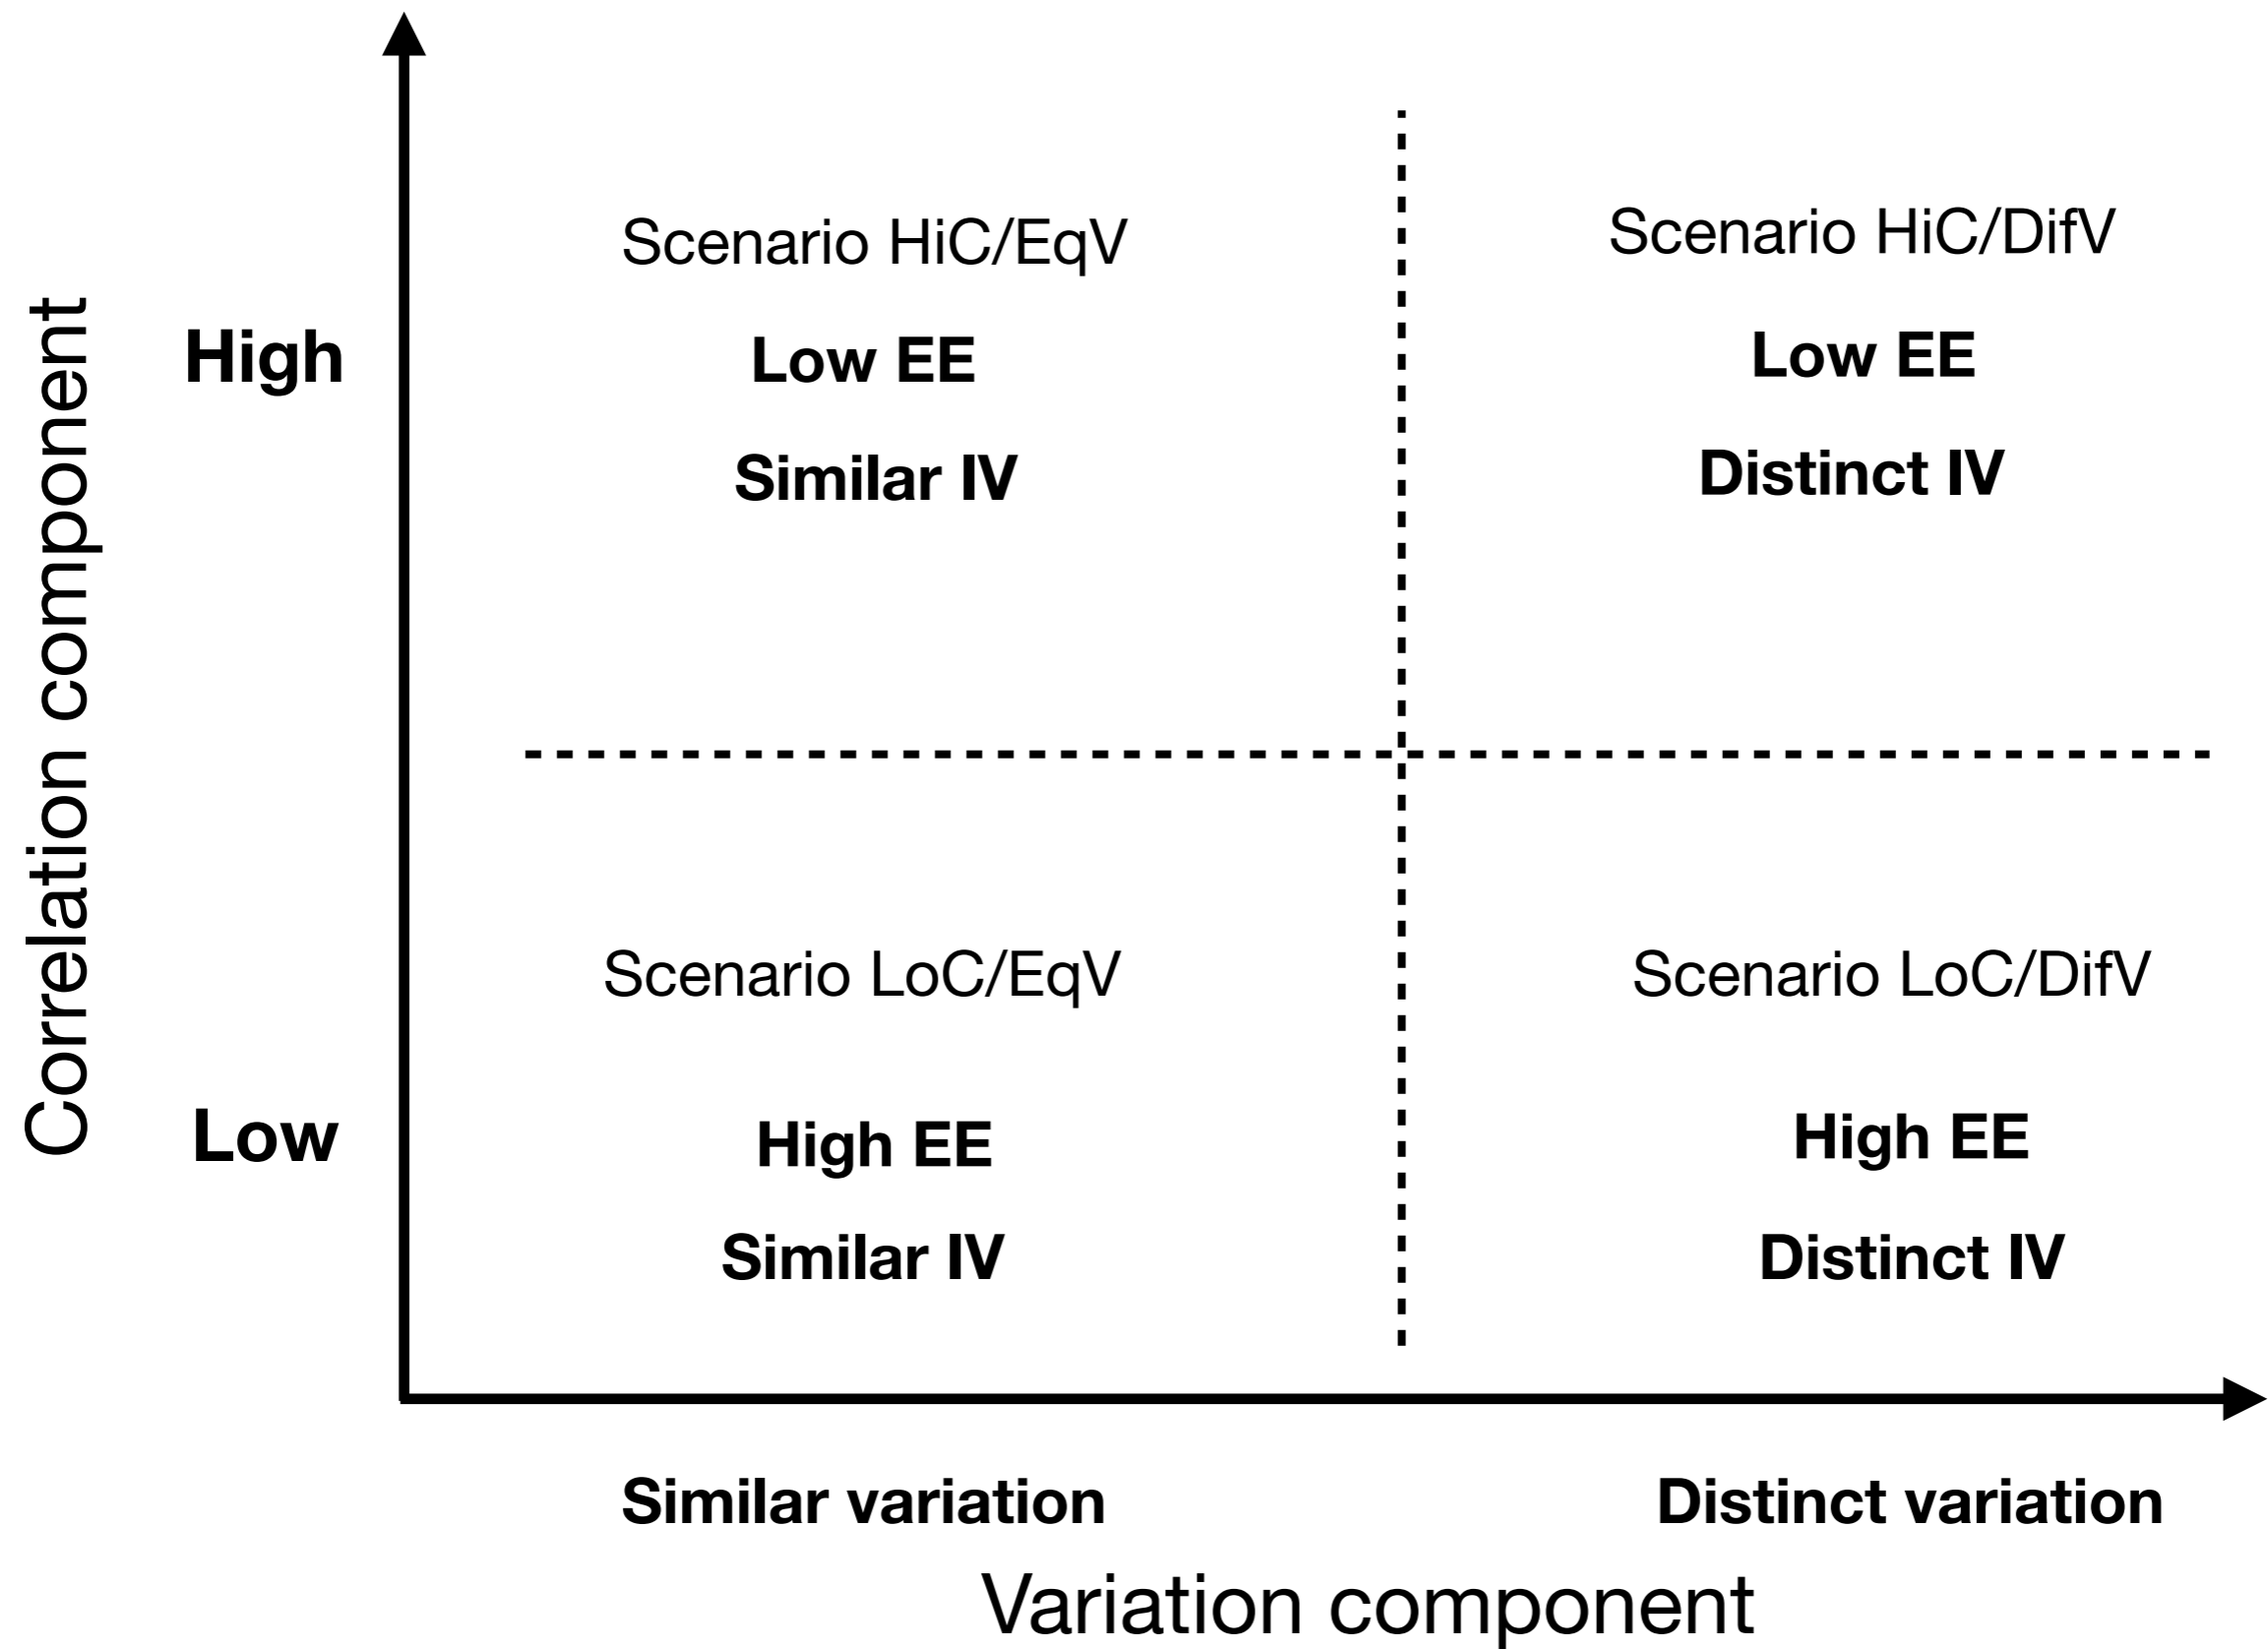 Correlation component
High
Low
Scenario HiC/EqV
Low EE
Similar IV
Scenario HiC/DifV
Low EE
Distinct IV
Scenario LoC/EqV
High EE
Similar IV
Scenario LoC/DifV
High EE
Distinct IV
Similar variation
Distinct variation
Variation component